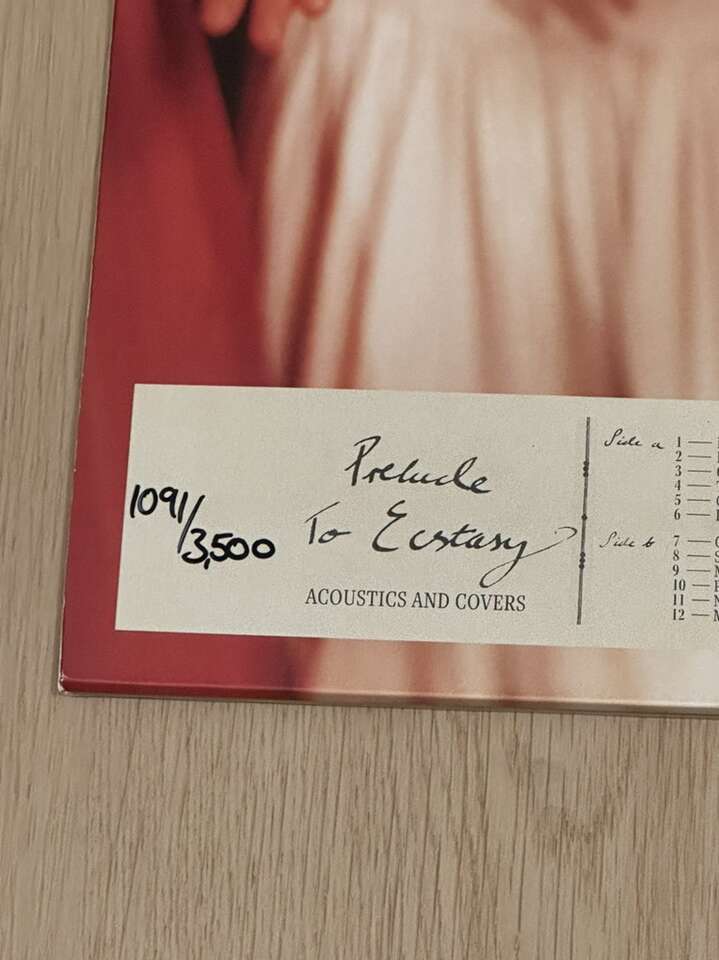 1091/3,500
Prelude
To Ecstasy
ACOUSTICS AND COVERS
Side a 1 —
2 —
3 —
4 —
5 —
6 —
Side b 7 —
8 —
9 —
10 —
11 —
12 —